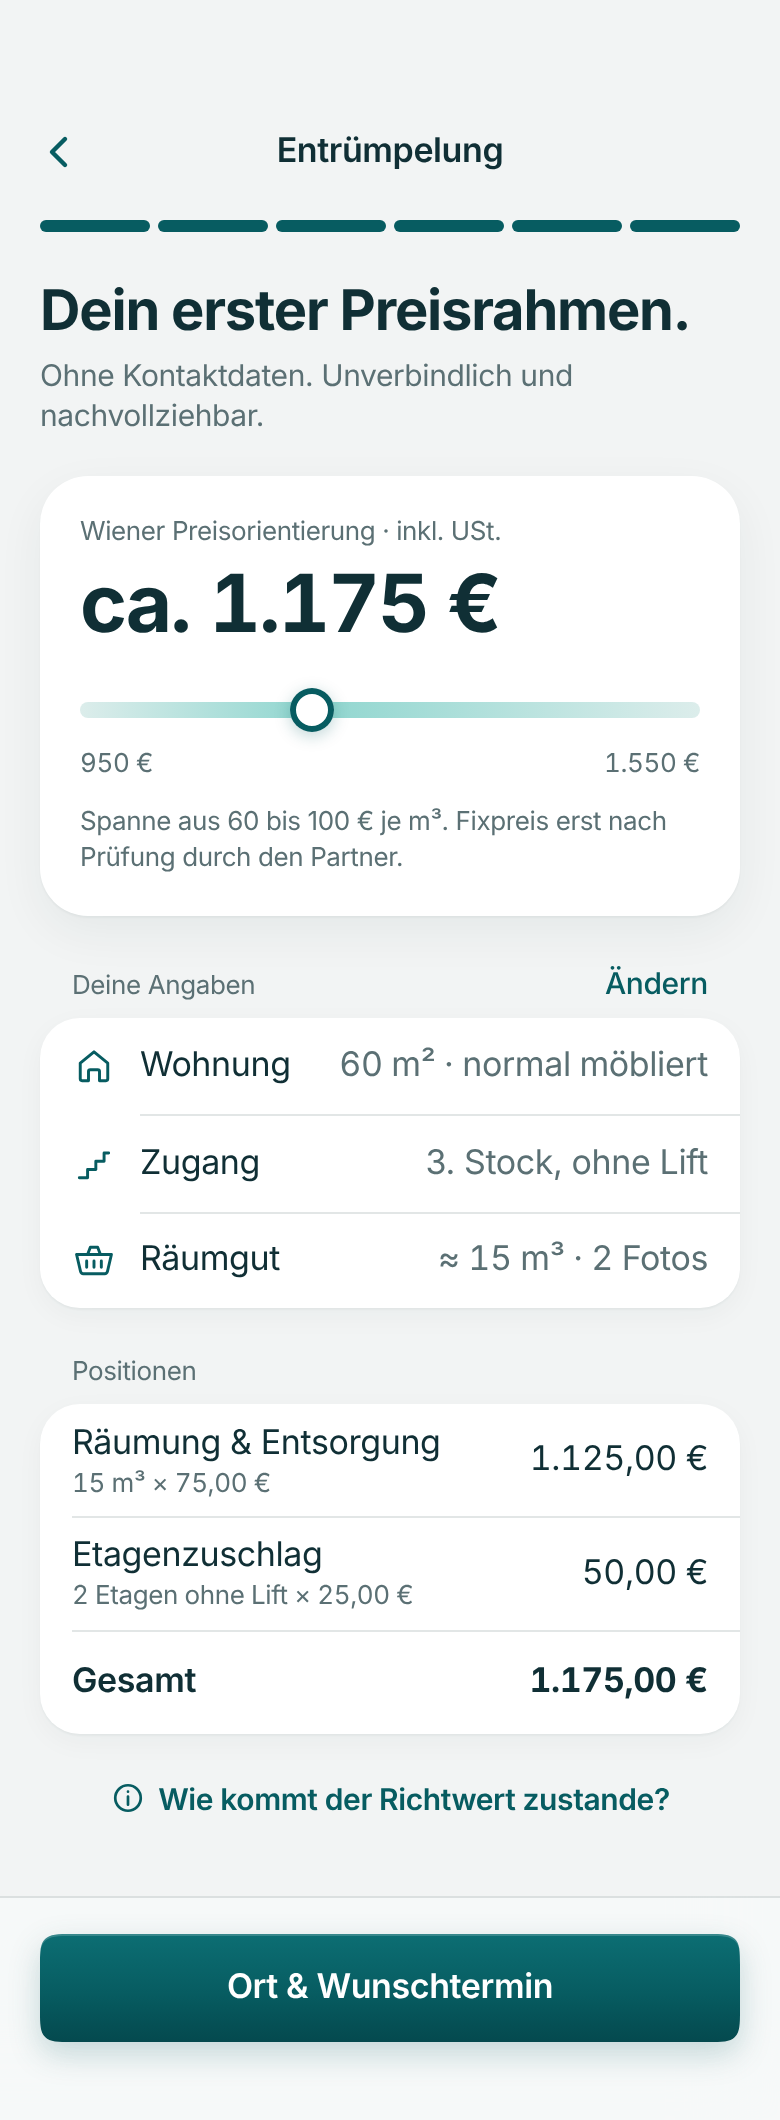 Entrümpelung
Dein erster Preisrahmen.
Ohne Kontaktdaten. Unverbindlich und
nachvollziehbar.
Wiener Preisorientierung · inkl. USt.
ca. 1.175 €
950 € 1.550 €
Spanne aus 60 bis 100 € je m³. Fixpreis erst nach
Prüfung durch den Partner.
Deine Angaben Ändern
Wohnung 60 m² · normal möbliert
Zugang 3. Stock, ohne Lift
Räumgut ≈ 15 m³ · 2 Fotos
Positionen
Räumung & Entsorgung 1.125,00 €
15 m³ × 75,00 €
Etagenzuschlag 50,00 €
2 Etagen ohne Lift × 25,00 €
Gesamt 1.175,00 €
Wie kommt der Richtwert zustande?
Ort & Wunschtermin